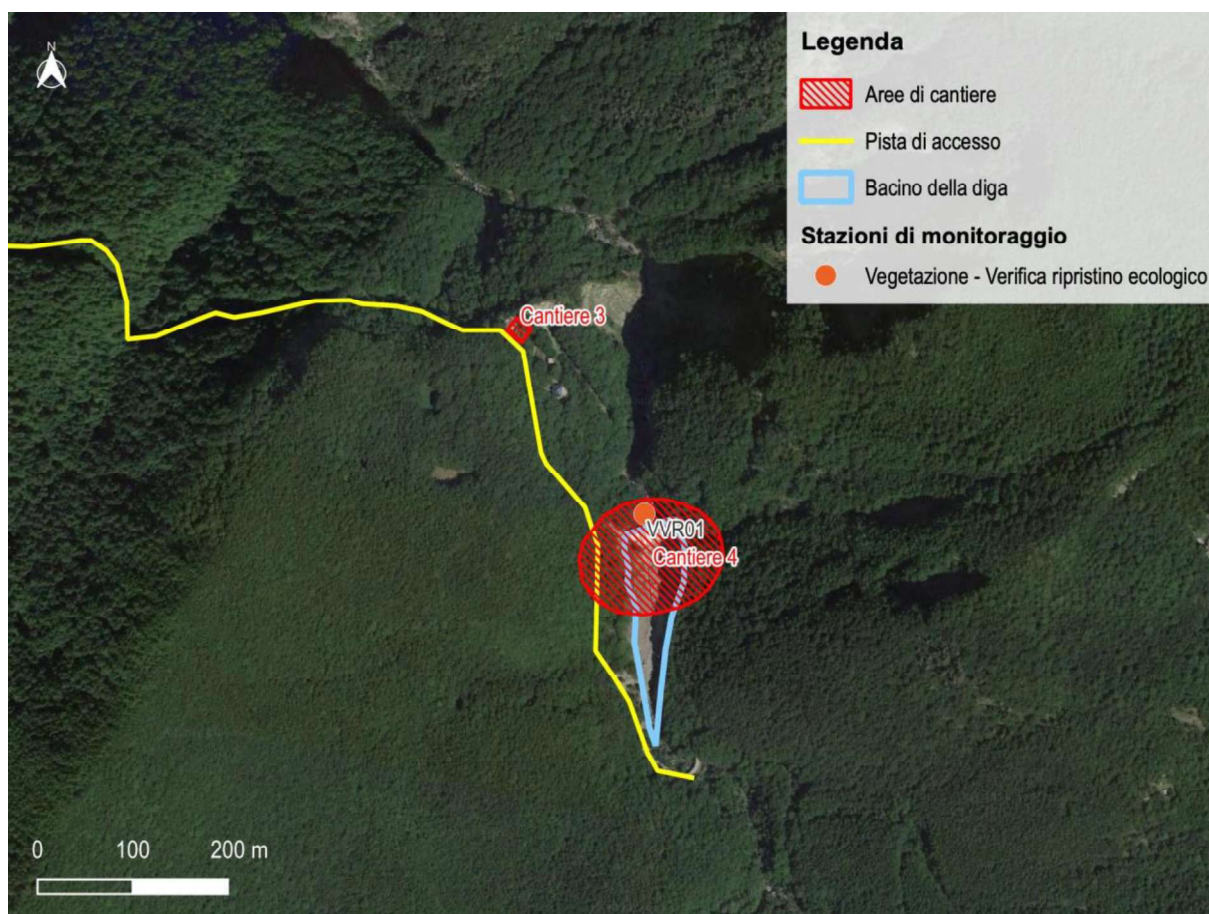 N
Legenda
Aree di cantiere
Pista di accesso
Bacino della diga
Stazioni di monitoraggio
Vegetazione - Verifica ripristino ecologico
Cantiere 3
VVR01
Cantiere 4
0 100 200 m